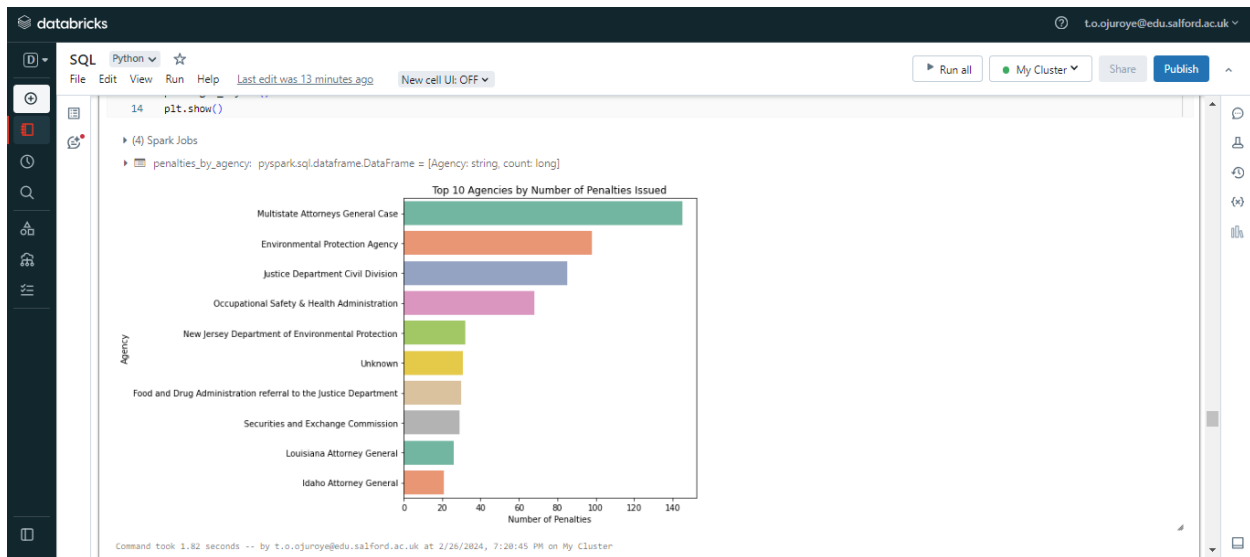 databricks
t.o.ojuroye@edu.salford.ac.uk
D
SQL Python
File Edit View Run Help Last edit was 13 minutes ago New cell UI: OFF
Run all My Cluster Share Publish
14 plt.show()
(4) Spark Jobs
penalties_by_agency: pyspark.sql.dataframe.DataFrame = [Agency: string, count: long]
Top 10 Agencies by Number of Penalties Issued
Multistate Attorneys General Case
Environmental Protection Agency
Justice Department Civil Division
Occupational Safety & Health Administration
New Jersey Department of Environmental Protection
Agency
Unknown
Food and Drug Administration referral to the Justice Department
Securities and Exchange Commission
Louisiana Attorney General
Idaho Attorney General
0 20 40 60 80 100 120 140
Number of Penalties
Command took 1.82 seconds -- by t.o.ojuroye@edu.salford.ac.uk at 2/26/2024, 7:20:45 PM on My Cluster